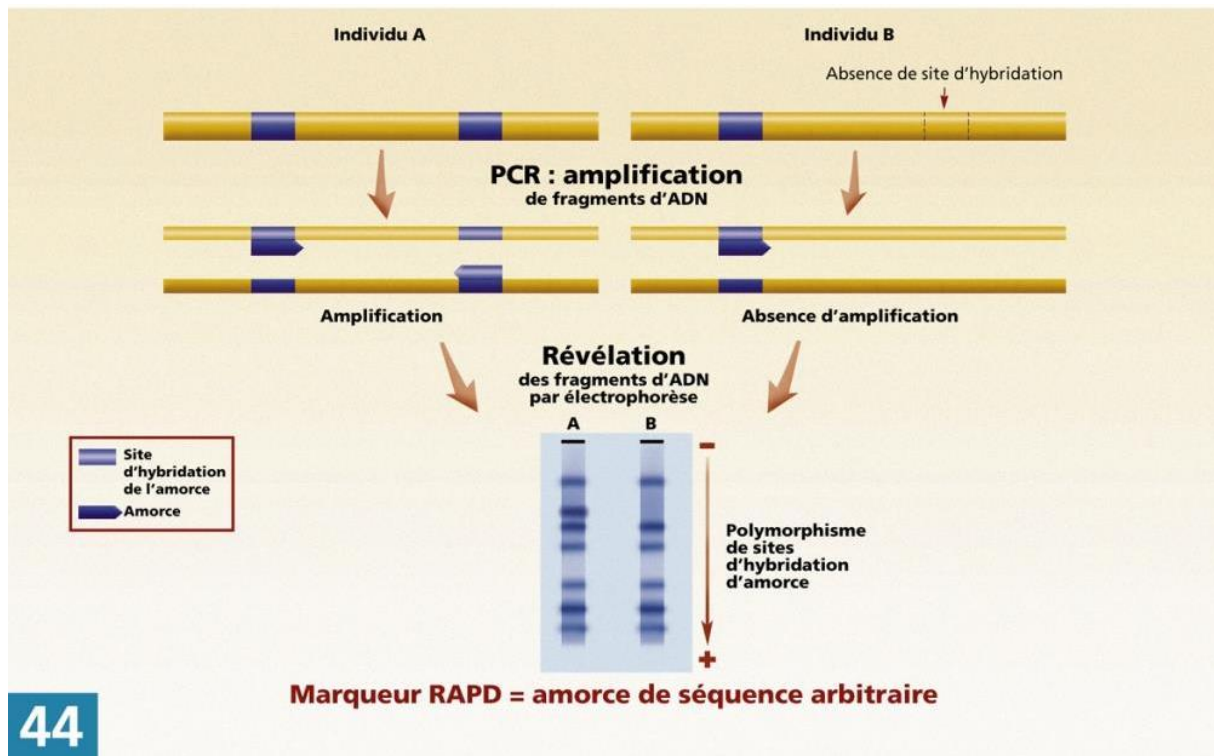 Individu A
Individu B
Absence de site d'hybridation
PCR : amplification
de fragments d'ADN
Amplification
Absence d'amplification
Révélation
des fragments d'ADN
par électrophorèse
A
B
−
Site
d'hybridation
de l'amorce
Amorce
Polymorphisme
de sites
d'hybridation
d'amorce
+
Marqueur RAPD = amorce de séquence arbitraire
44